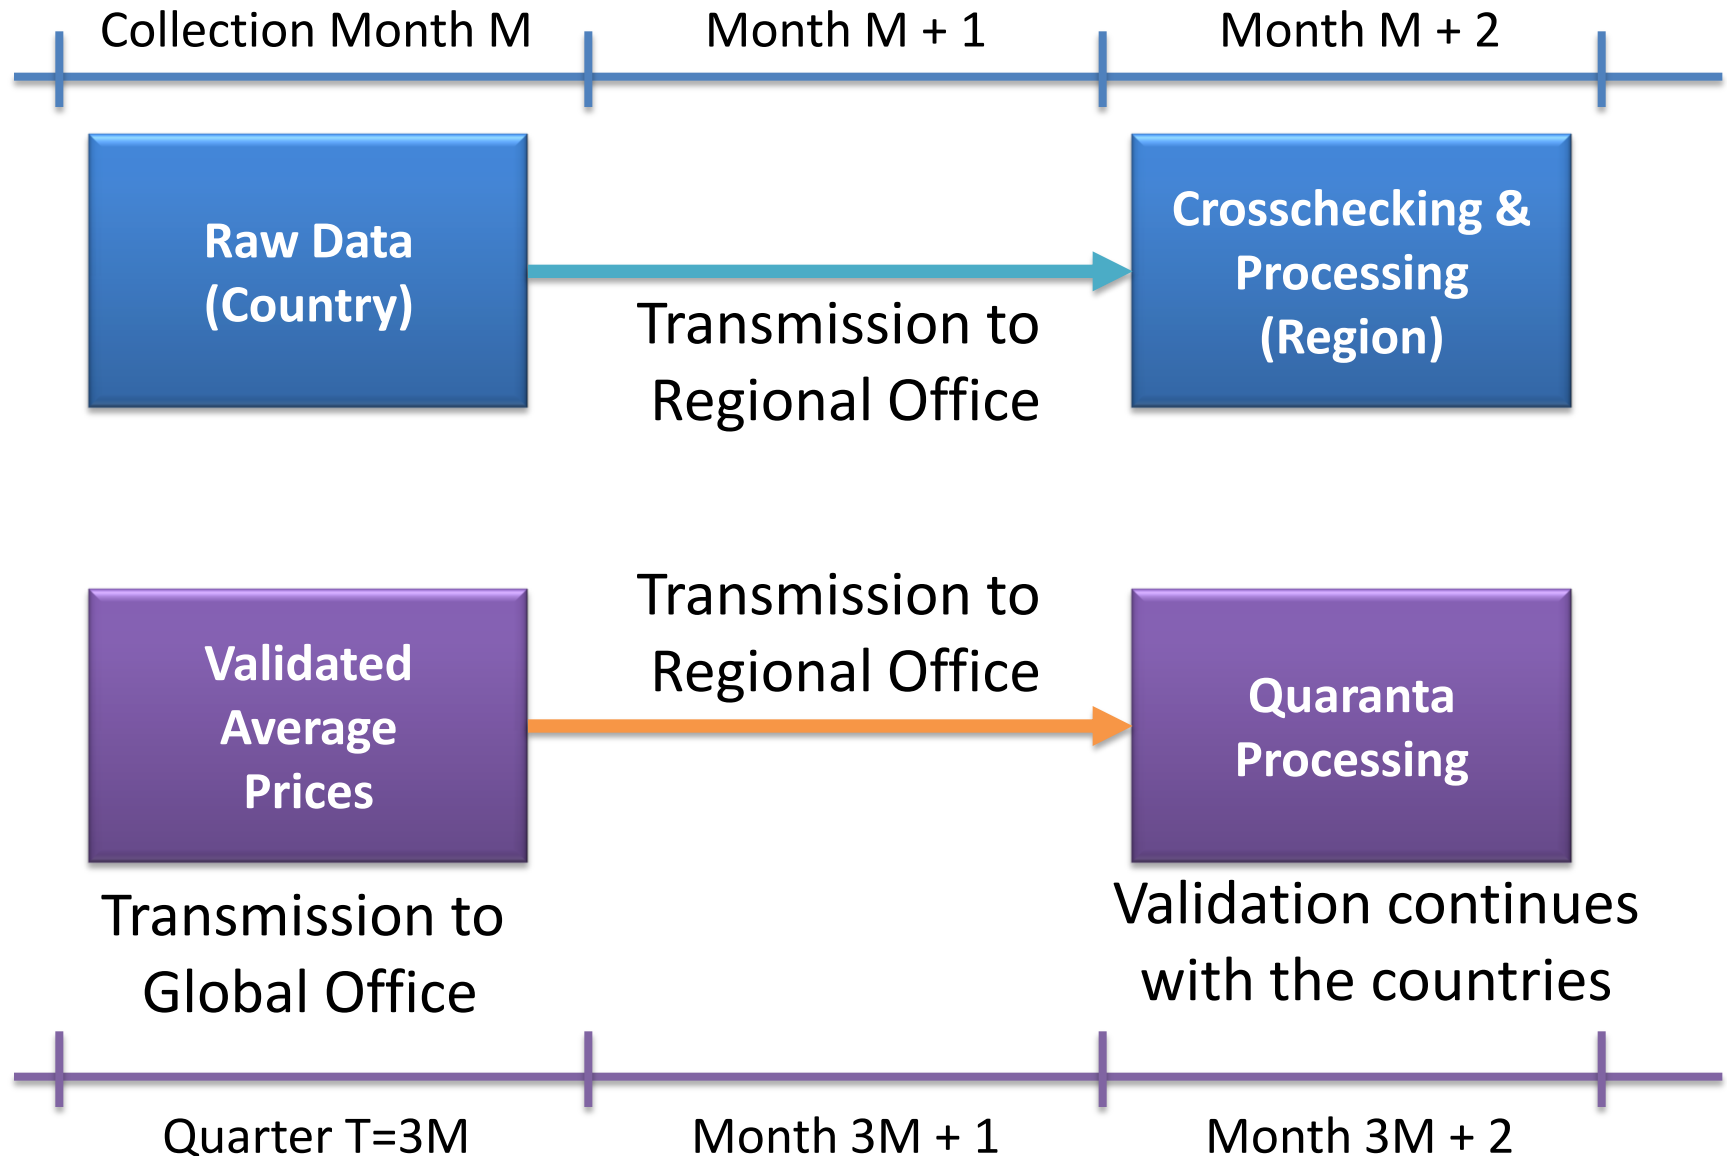 Collection Month M
Month M + 1
Month M + 2
Raw Data
(Country)
Transmission to
Regional Office
Crosschecking &
Processing
(Region)
Validated
Average
Prices
Transmission to
Regional Office
Quaranta
Processing
Transmission to
Global Office
Validation continues
with the countries
Quarter T=3M
Month 3M + 1
Month 3M + 2